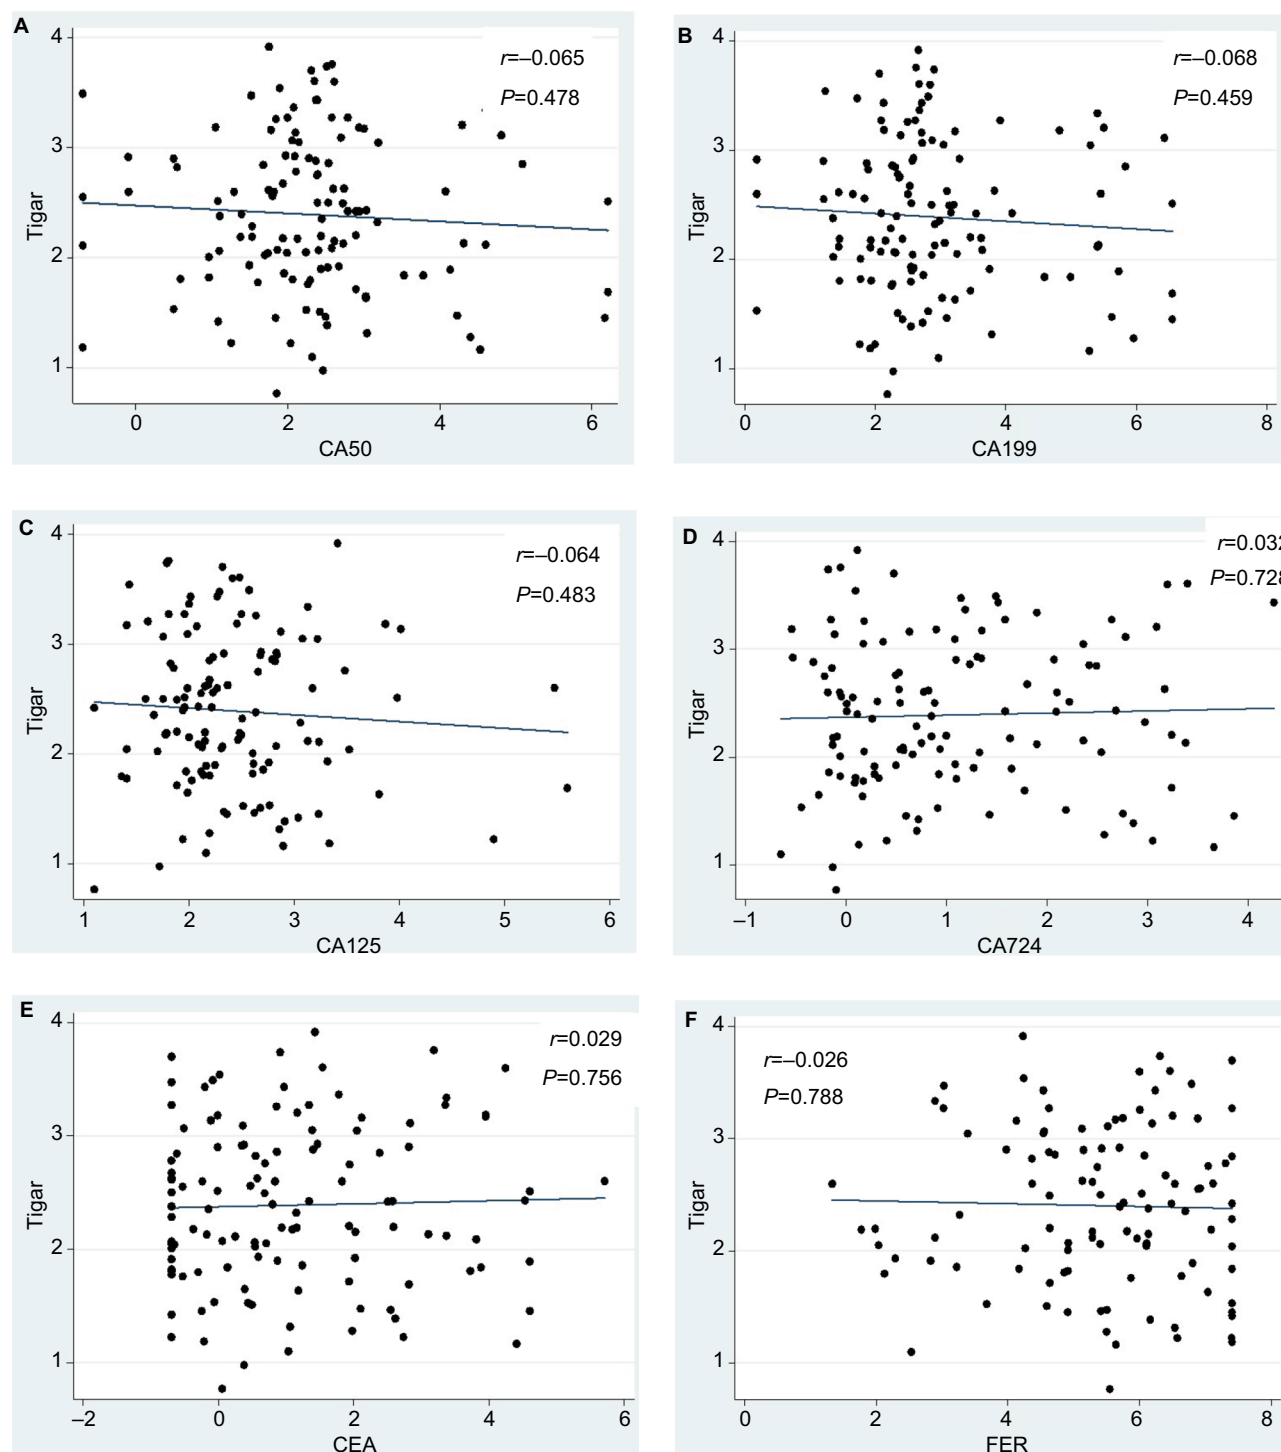 A
r=–0.065
P=0.478
4
3
2
1
Tigar
0 2 4 6
CA50
B
r=–0.068
P=0.459
4
3
2
1
Tigar
0 2 4 6 8
CA199
C
r=–0.064
P=0.483
4
3
2
1
Tigar
1 2 3 4 5 6
CA125
D
r=0.032
P=0.728
4
3
2
1
Tigar
–1 0 1 2 3 4
CA724
E
r=0.029
P=0.756
4
3
2
1
Tigar
–2 0 2 4 6
CEA
F
r=–0.026
P=0.788
4
3
2
1
Tigar
0 2 4 6 8
FER